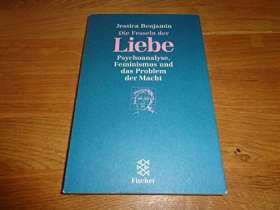 Jessica Benjamin
Die Fesseln der
Liebe
Psychoanalyse,
Feminismus und
das Problem
der Macht
Fischer